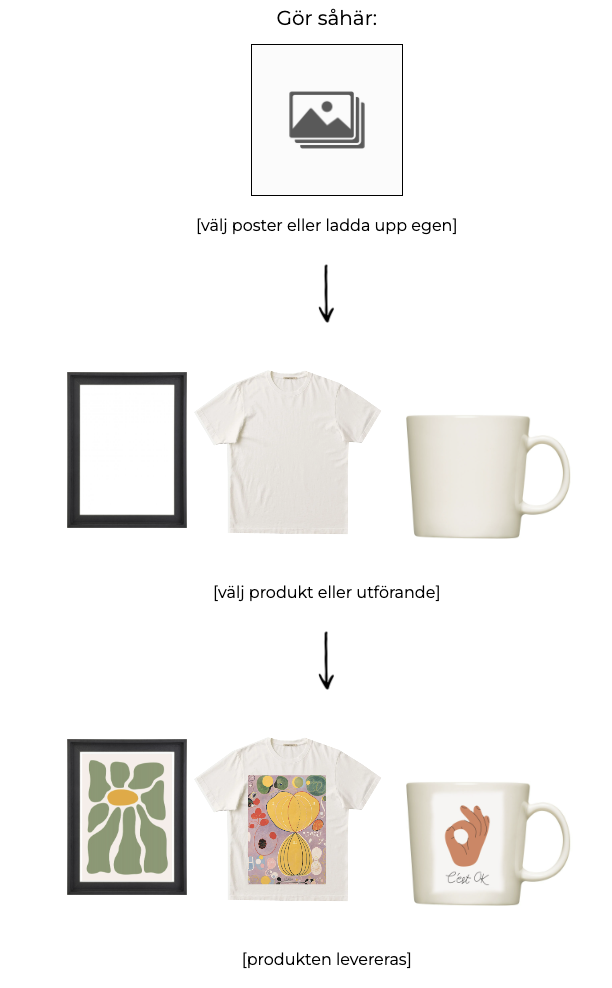 Gör såhär:
[välj poster eller ladda upp egen]
[välj produkt eller utförande]
C'est OK
[produkten levereras]